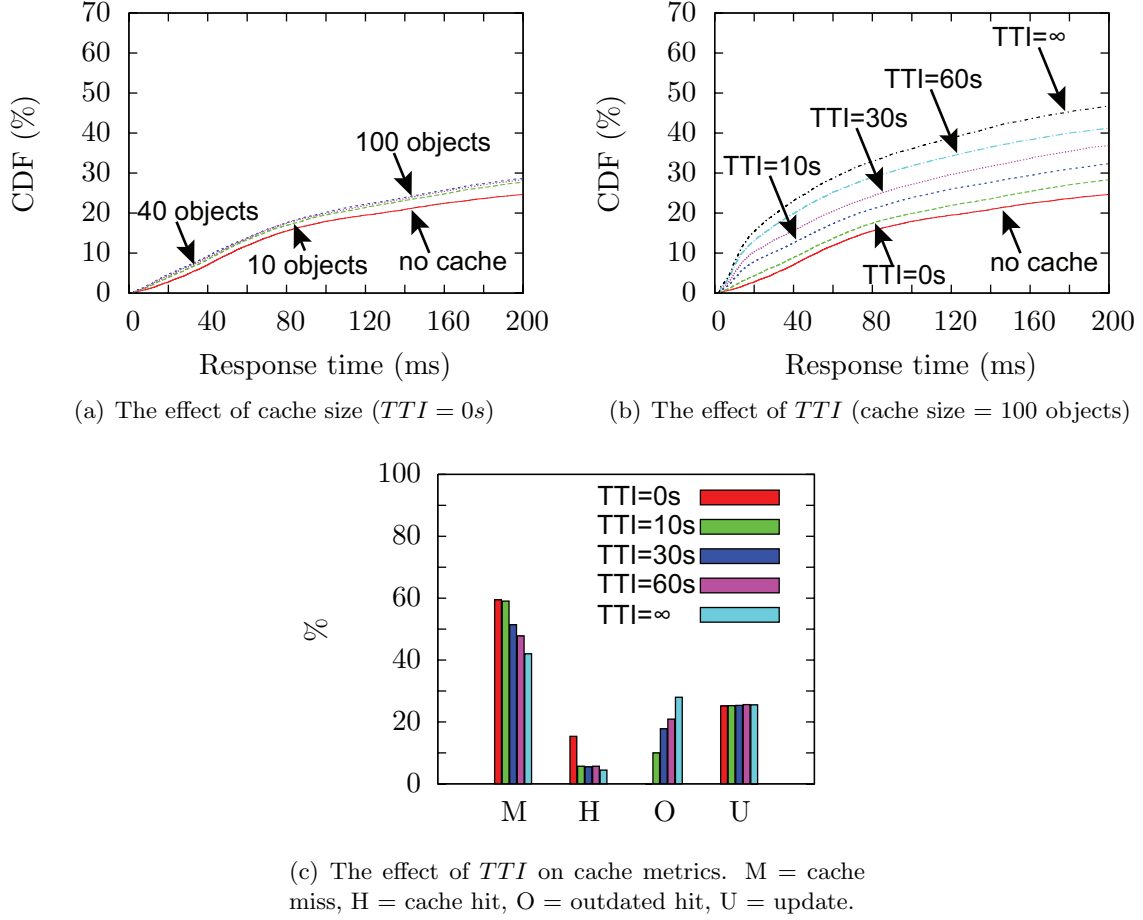 70
60
50
40
30
20
10
0
CDF (%)
100 objects
40 objects
10 objects
no cache
0 40 80 120 160 200
Response time (ms)
(a) The effect of cache size (TTI = 0s)
70
60
50
40
30
20
10
0
CDF (%)
TTI=∞
TTI=60s
TTI=30s
TTI=10s
TTI=0s
no cache
0 40 80 120 160 200
Response time (ms)
(b) The effect of TTI (cache size = 100 objects)
100
80
60
40
20
0
%
TTI=0s
TTI=10s
TTI=30s
TTI=60s
TTI=∞
M H O U
(c) The effect of TTI on cache metrics. M = cache
miss, H = cache hit, O = outdated hit, U = update.